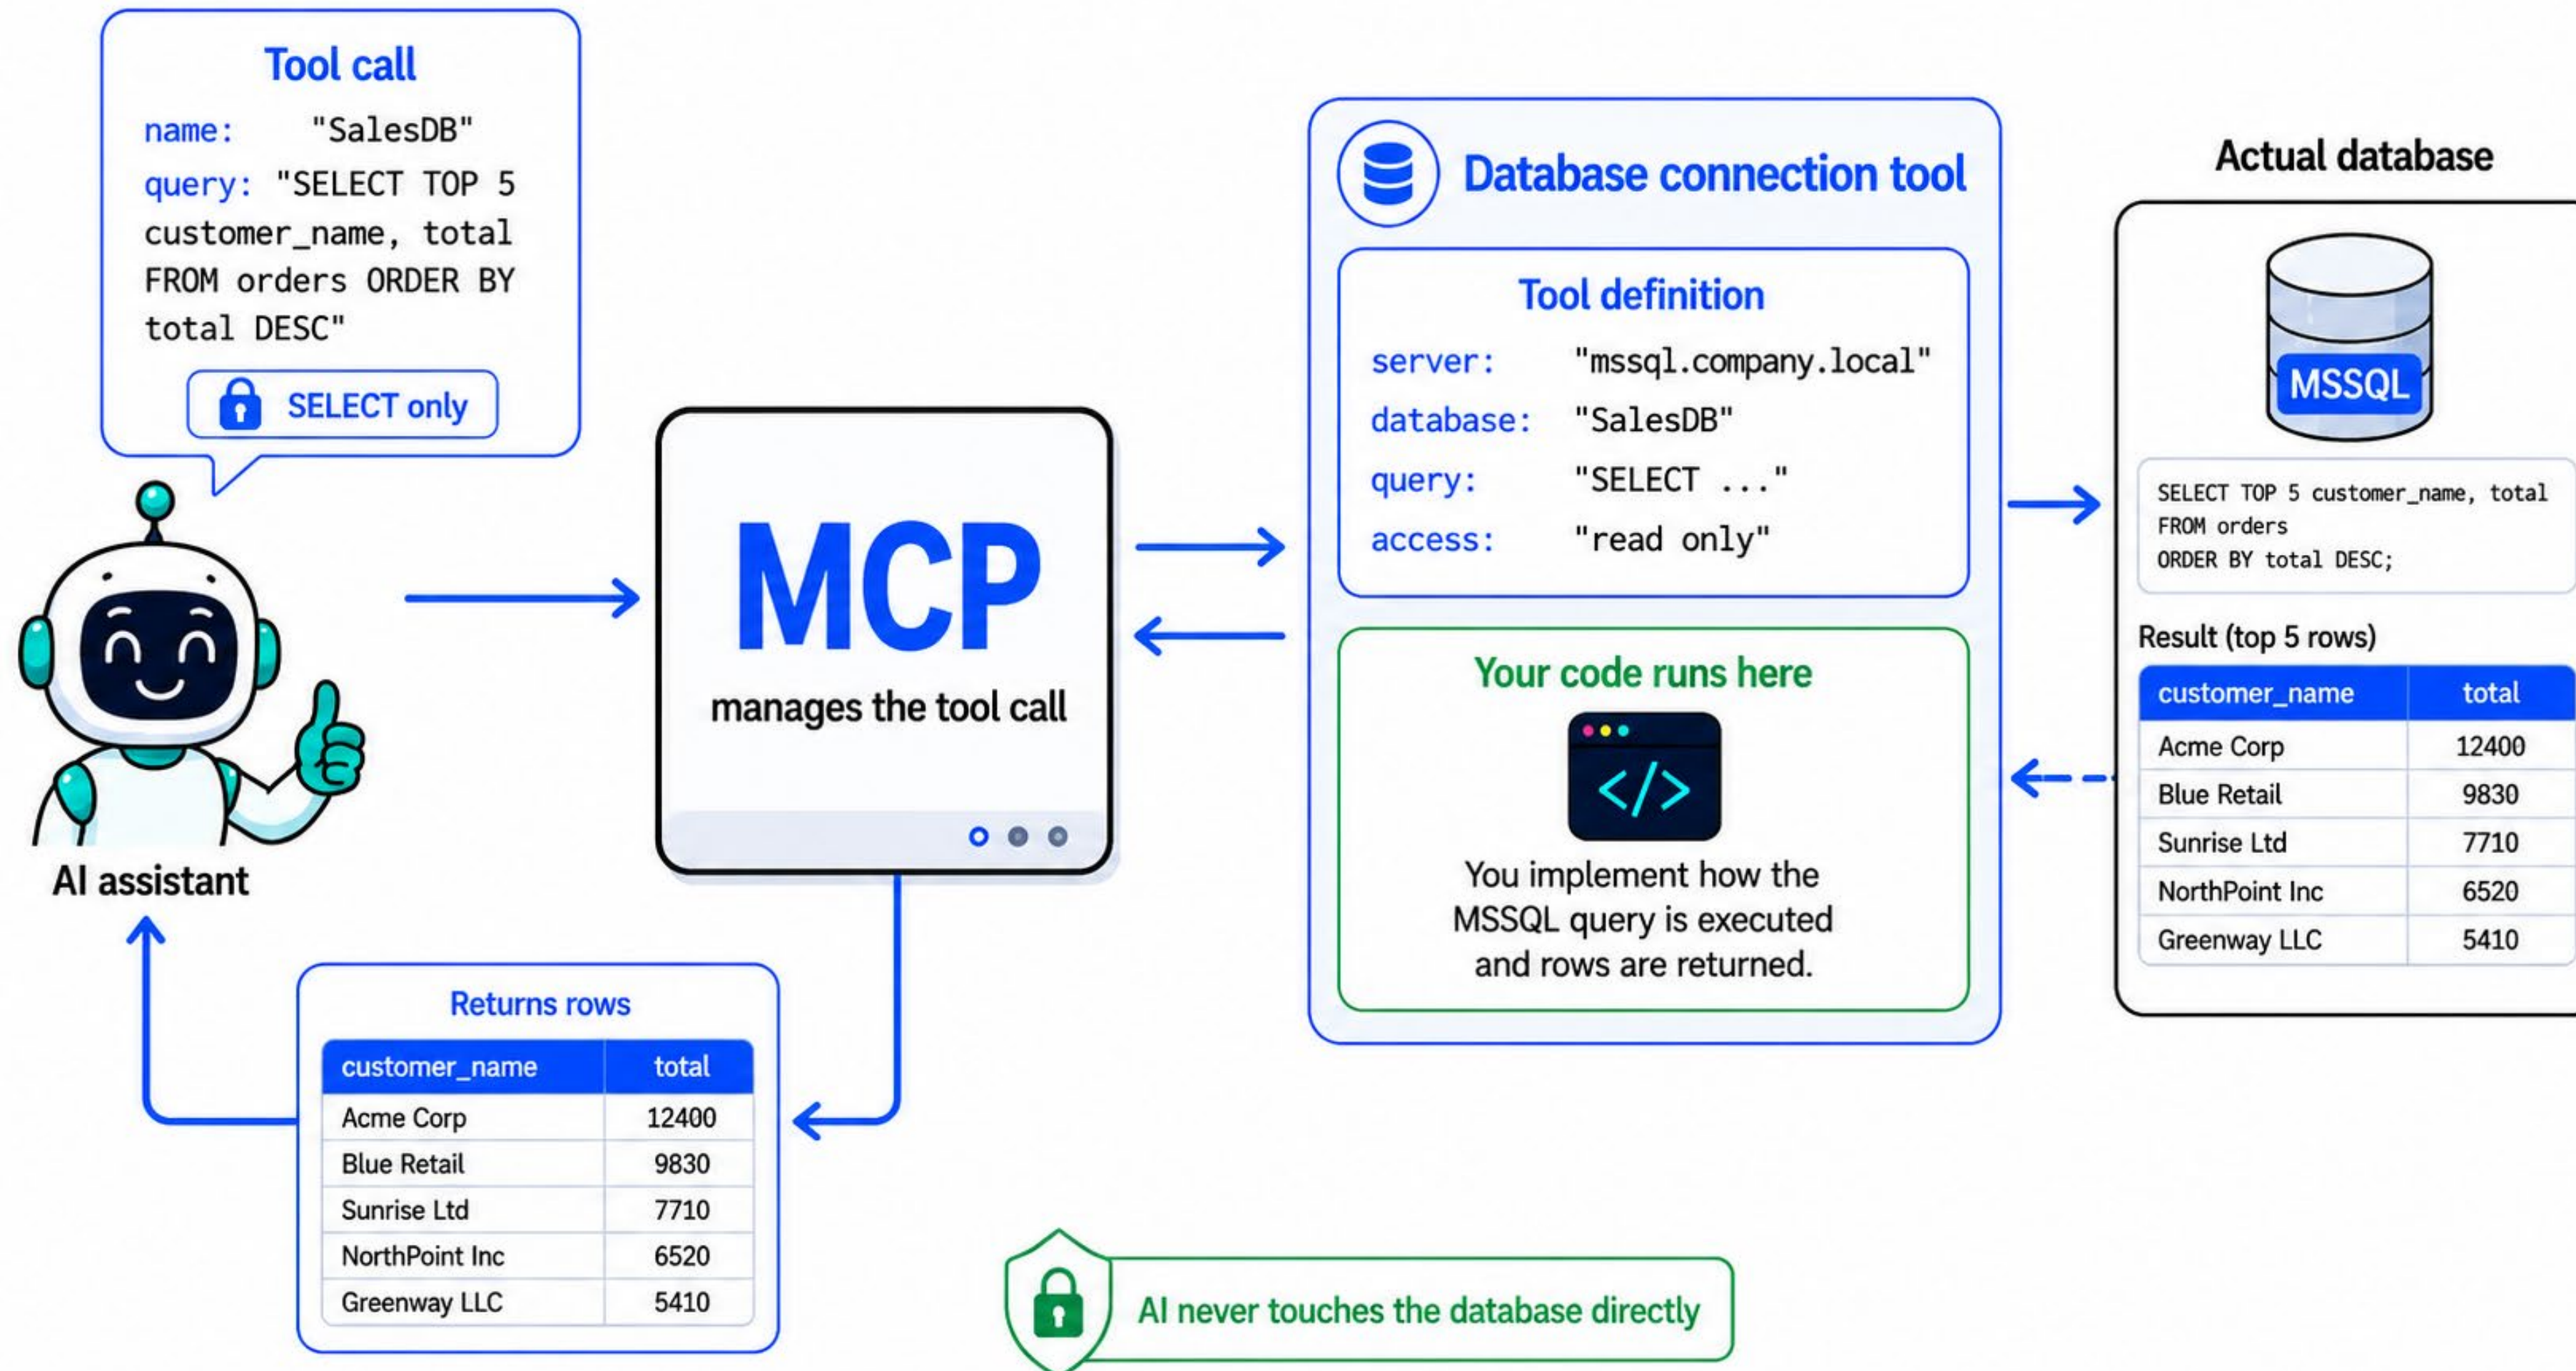 Tool call
name: "SalesDB"
query: "SELECT TOP 5
customer_name, total
FROM orders ORDER BY
total DESC"
SELECT only
AI assistant
MCP
manages the tool call
Returns rows
customer_name total
Acme Corp 12400
Blue Retail 9830
Sunrise Ltd 7710
NorthPoint Inc 6520
Greenway LLC 5410
Database connection tool
Tool definition
server: "mssql.company.local"
database: "SalesDB"
query: "SELECT ..."
access: "read only"
Your code runs here
</>
You implement how the
MSSQL query is executed
and rows are returned.
Actual database
MSSQL
SELECT TOP 5 customer_name, total
FROM orders
ORDER BY total DESC;
Result (top 5 rows)
customer_name total
Acme Corp 12400
Blue Retail 9830
Sunrise Ltd 7710
NorthPoint Inc 6520
Greenway LLC 5410
AI never touches the database directly